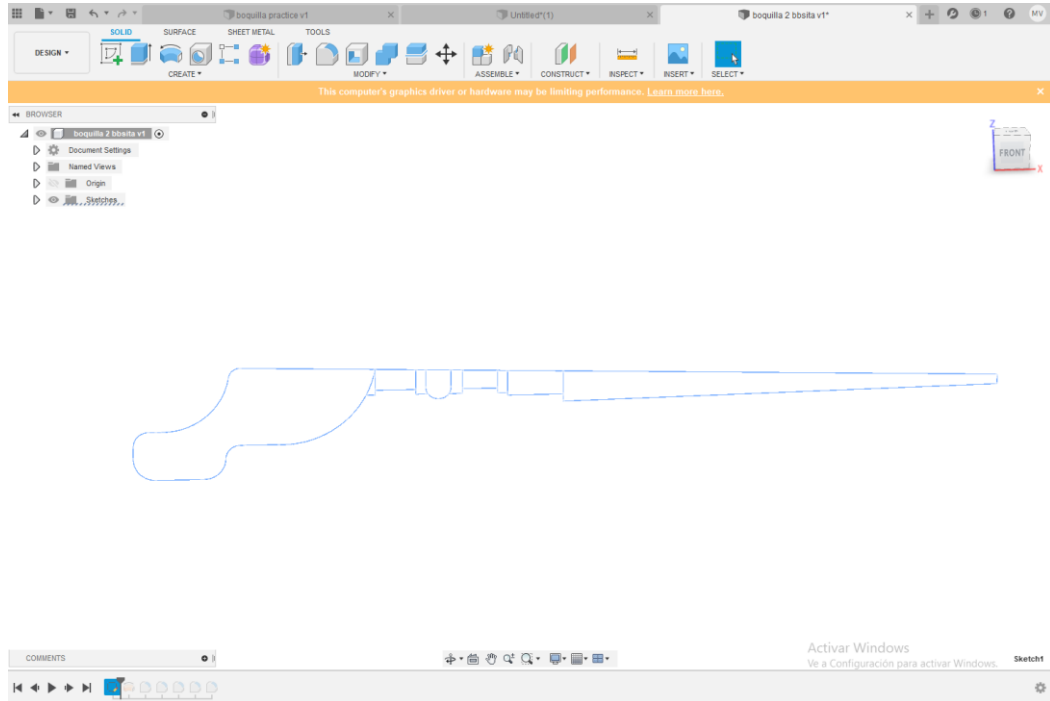 boquilla practice v1
Untitled*(1)
boquilla 2 bbsita v1*
1
MV
SOLID SURFACE SHEET METAL TOOLS
DESIGN
CREATE MODIFY ASSEMBLE CONSTRUCT INSPECT INSERT SELECT
This computer's graphics driver or hardware may be limiting performance. Learn more here.
BROWSER
boquilla 2 bbsita v1
Document Settings
Named Views
Origin
Sketches
Z
FRONT
X
COMMENTS
Activar Windows
Ve a Configuración para activar Windows.
Sketch1